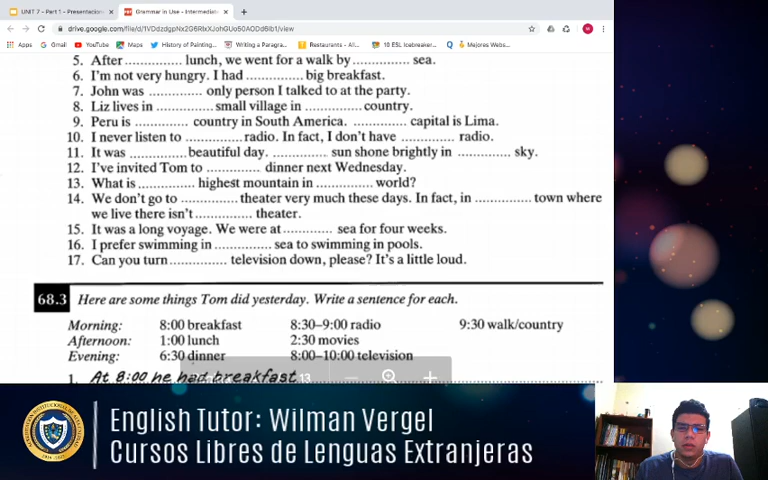 UNIT 7 - Part 1 - Presentacion
Grammar in Use - Intermediate
drive.google.com/file/d/1VDdzdgpNx2G6RlxXJohGUo50AODd6Ib1/view
Apps Gmail YouTube Maps History of Painting... Writing a Paragra... Restaurants - All... 10 ESL Icebreaker... Mejores Webs...
5. After .............. lunch, we went for a walk by .............. sea.
6. I'm not very hungry. I had .............. big breakfast.
7. John was .............. only person I talked to at the party.
8. Liz lives in .............. small village in .............. country.
9. Peru is .............. country in South America. .............. capital is Lima.
10. I never listen to .............. radio. In fact, I don't have .............. radio.
11. It was .............. beautiful day. .............. sun shone brightly in .............. sky.
12. I've invited Tom to .............. dinner next Wednesday.
13. What is .............. highest mountain in .............. world?
14. We don't go to .............. theater very much these days. In fact, in .............. town where
we live there isn't .............. theater.
15. It was a long voyage. We were at .............. sea for four weeks.
16. I prefer swimming in .............. sea to swimming in pools.
17. Can you turn .............. television down, please? It's a little loud.
68.3 Here are some things Tom did yesterday. Write a sentence for each.
Morning: 8:00 breakfast 8:30–9:00 radio 9:30 walk/country
Afternoon: 1:00 lunch 2:30 movies
Evening: 6:30 dinner 8:00–10:00 television
1. At 8:00 he had breakfast.
English Tutor: Wilman Vergel
Cursos Libres de Lenguas Extranjeras